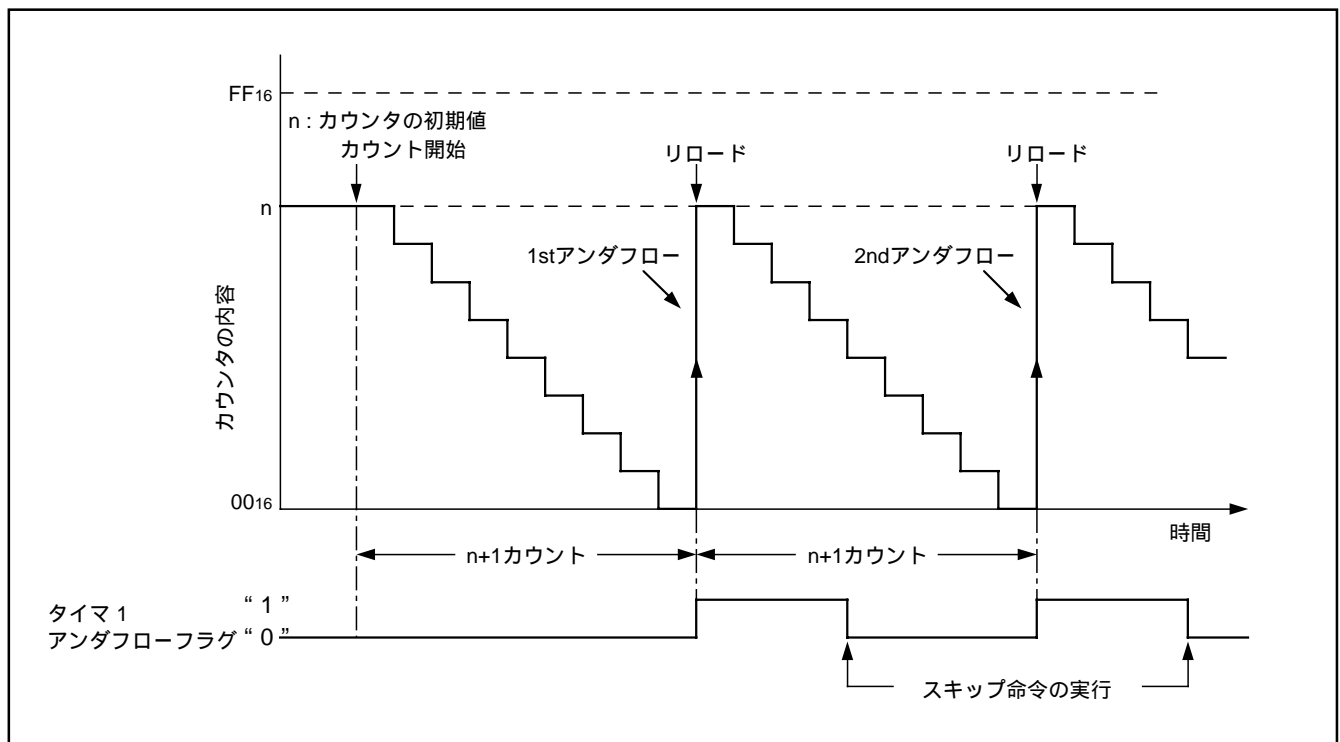 FF16
n : カウンタの初期値
カウント開始
リロード
リロード
n
1stアンダフロー
2ndアンダフロー
カウンタの内容
0016
時間
n+1カウント
n+1カウント
タイマ 1
“ 1 ”
アンダフローフラグ “ 0 ”
スキップ命令の実行